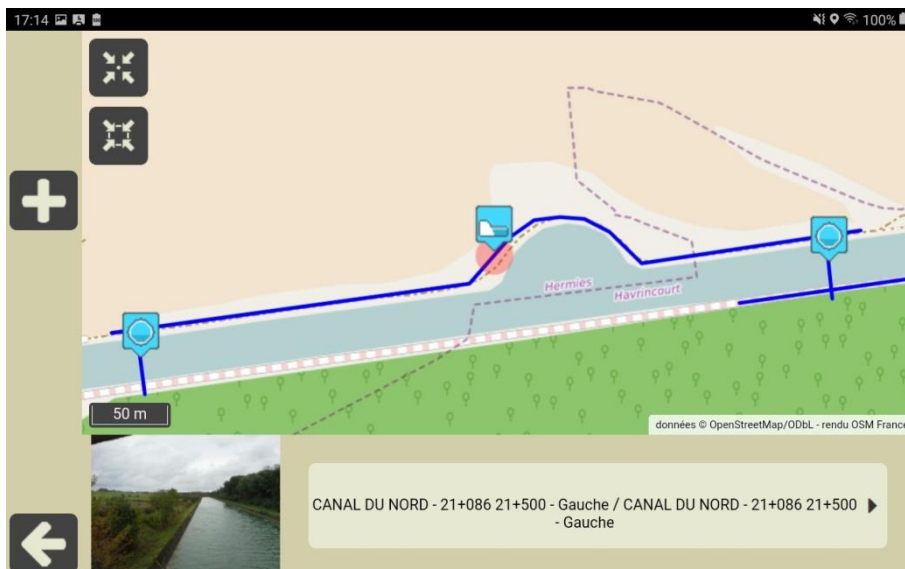 17:14
100%
Hermies
Havrincourt
50 m
données © OpenStreetMap/ODbL - rendu OSM France
CANAL DU NORD - 21+086 21+500 - Gauche / CANAL DU NORD - 21+086 21+500
- Gauche